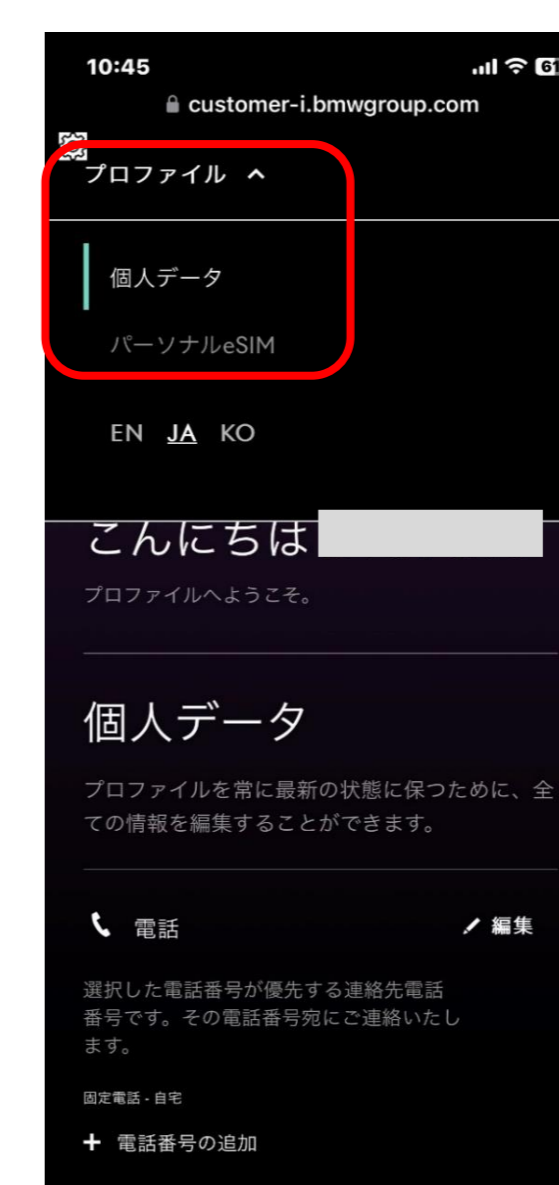 10:45
61
customer-i.bmwgroup.com
プロファイル
個人データ
パーソナルeSIM
EN JA KO
こんにちは
プロファイルへようこそ。
個人データ
プロファイルを常に最新の状態に保つために、全
ての情報を編集することができます。
電話 編集
選択した電話番号が優先する連絡先電話
番号です。その電話番号宛にご連絡いたし
ます。
固定電話 - 自宅
+ 電話番号の追加